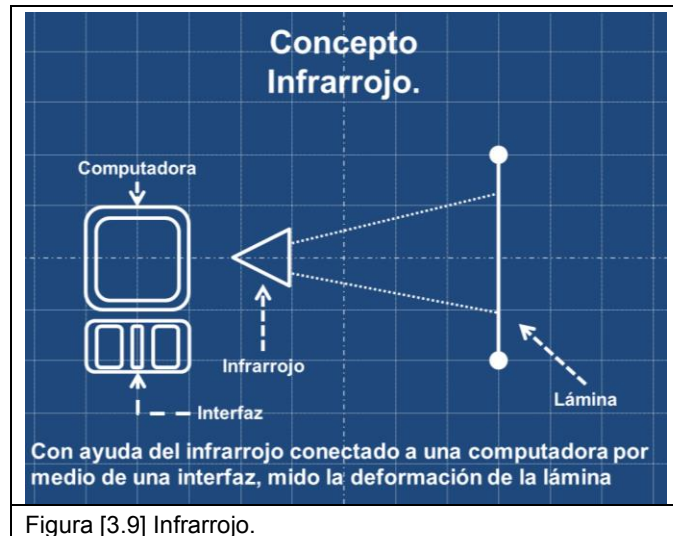 Concepto
Infrarrojo.
Computadora
Infrarrojo
Interfaz
Lámina
Con ayuda del infrarrojo conectado a una computadora por
medio de una interfaz, mido la deformación de la lámina
Figura [3.9] Infrarrojo.